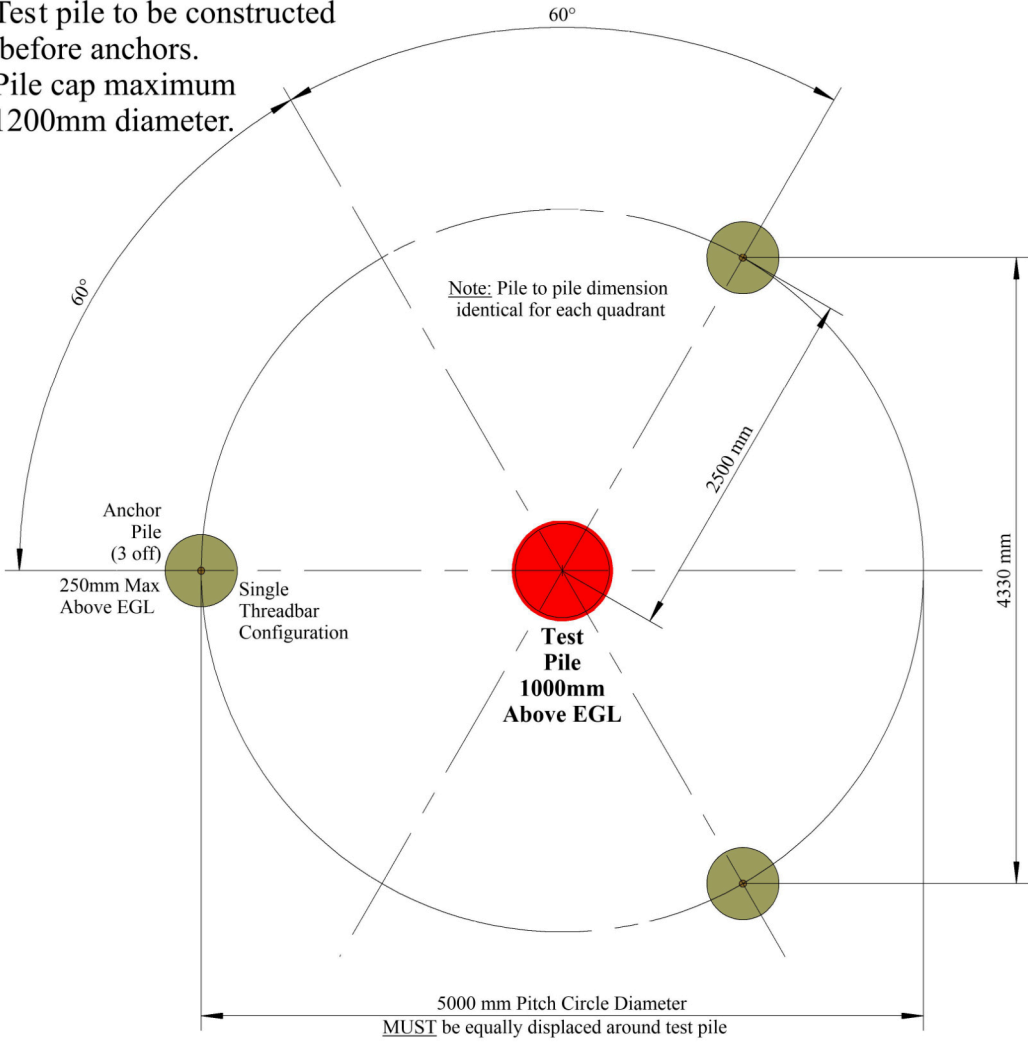 Test pile to be constructed
before anchors.
Pile cap maximum
1200mm diameter.
60°
60°
Note: Pile to pile dimension
identical for each quadrant
2500 mm
4330 mm
Anchor
Pile
(3 off)
250mm Max
Above EGL
Single
Threadbar
Configuration
Test
Pile
1000mm
Above EGL
5000 mm Pitch Circle Diameter
MUST be equally displaced around test pile